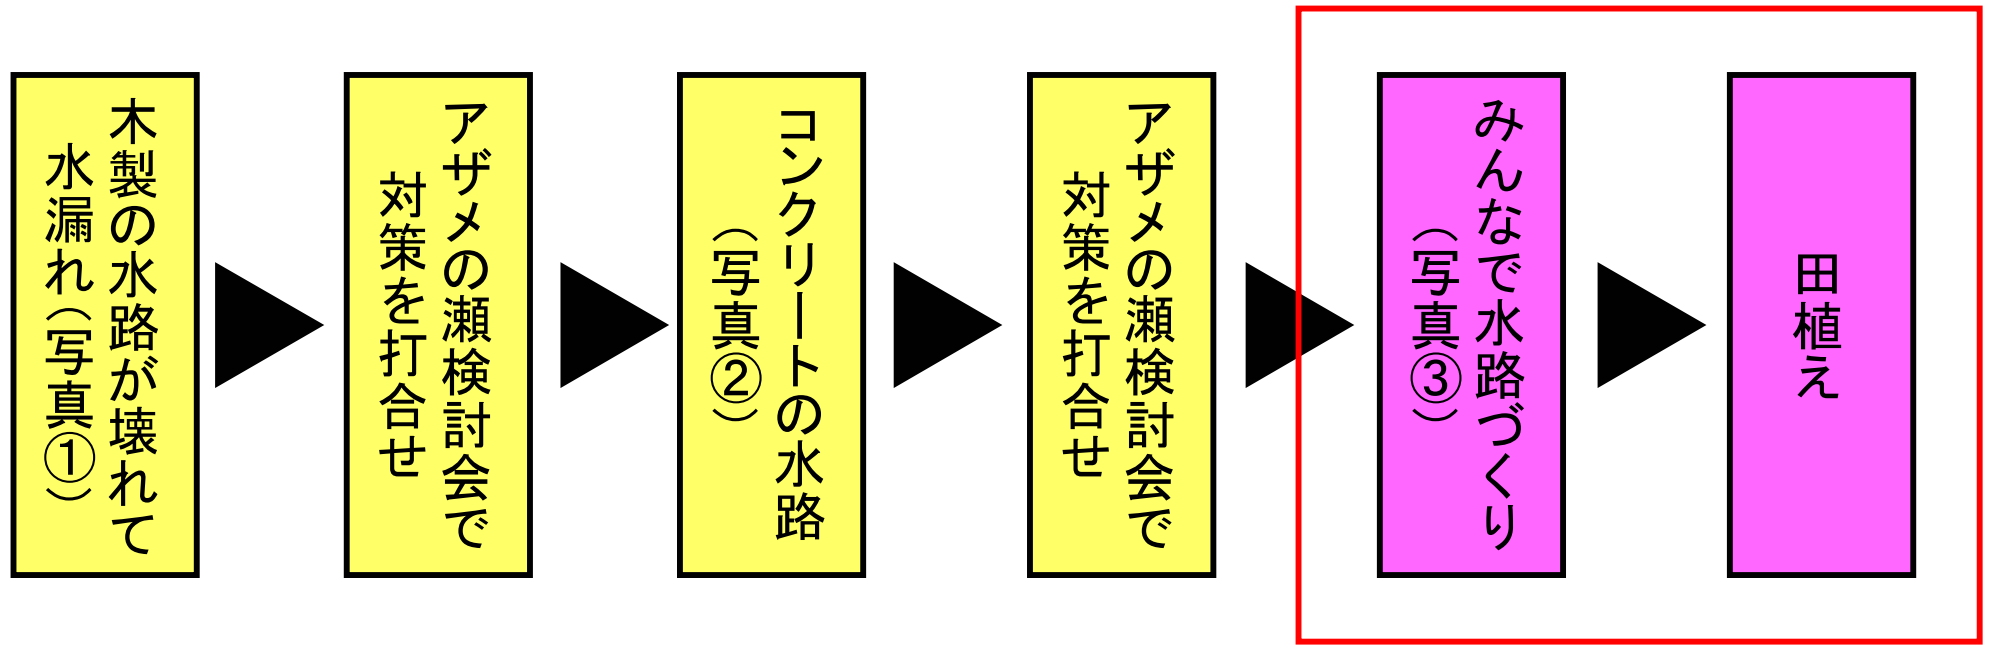 木製の水路が壊れて
水漏れ（写真①）
アザメの瀬検討会で
対策を打合せ
コンクリートの水路
（写真②）
アザメの瀬検討会で
対策を打合せ
みんなで水路づくり
（写真③）
田植え